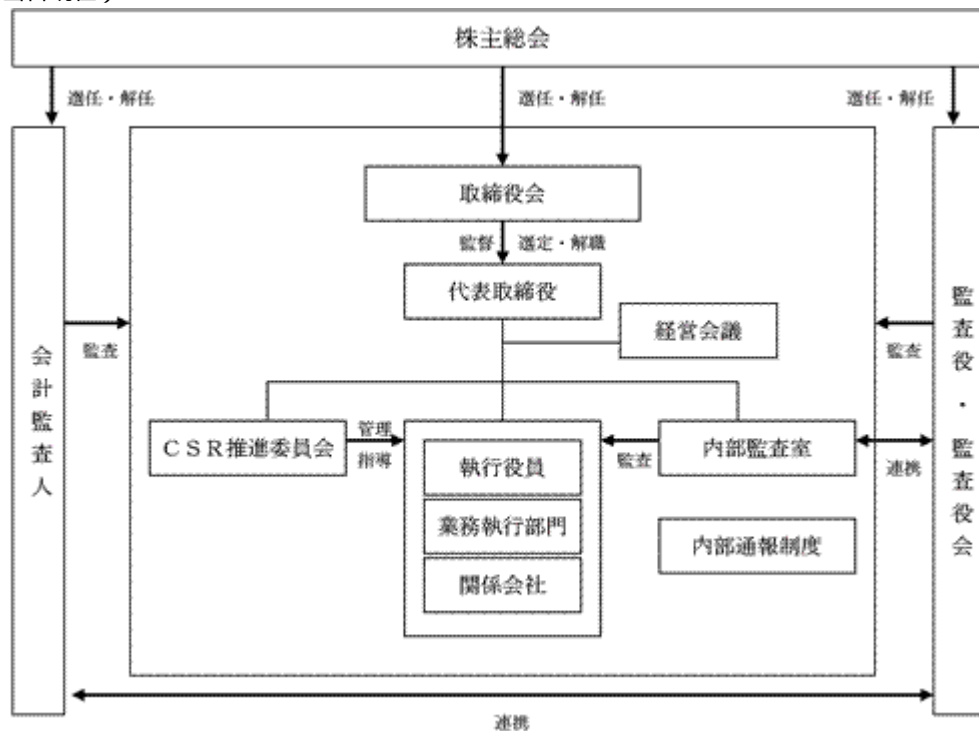 株主総会
選任・解任
選任・解任
選任・解任
取締役会
監督
選定・解職
代表取締役
経営会議
監査
監査
会計監査人
監査役・監査役会
CSR推進委員会
管理
指導
執行役員
業務執行部門
関係会社
監査
内部監査室
連携
内部通報制度
連携